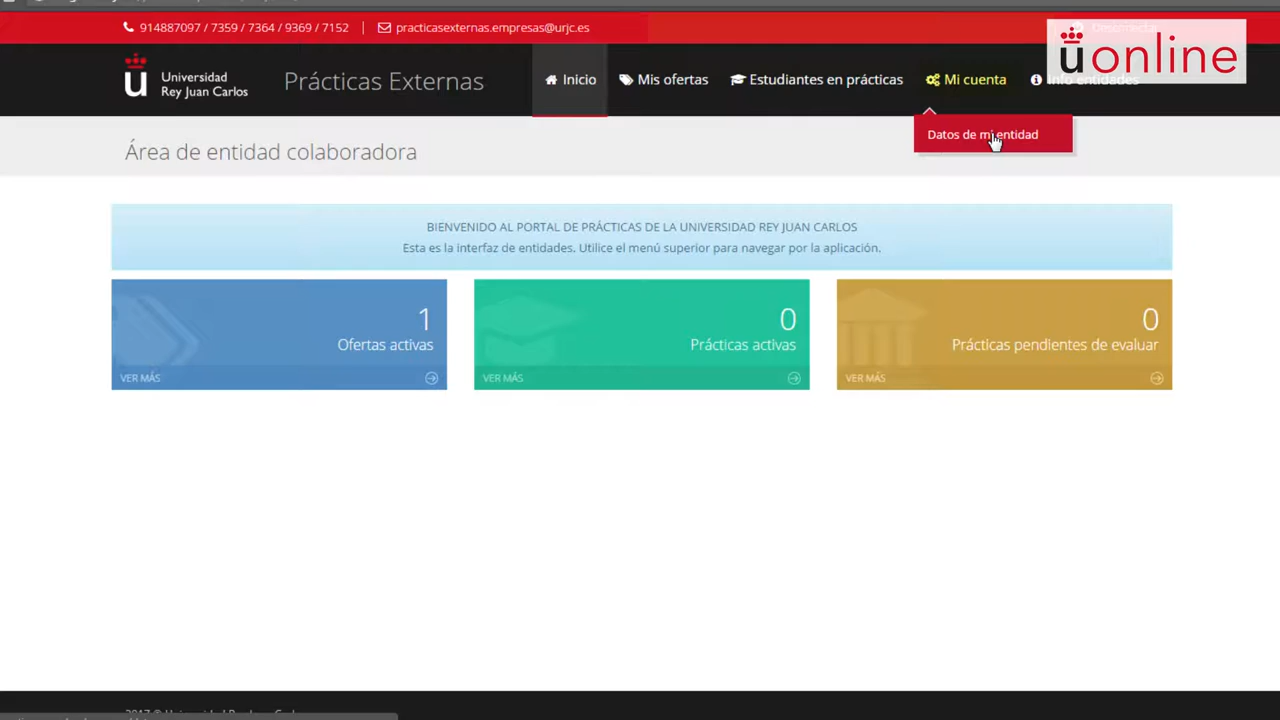 914887097 / 7359 / 7364 / 9369 / 7152
practicasexternas.empresas@urjc.es
uonline
Universidad
Rey Juan Carlos
Prácticas Externas
Inicio
Mis ofertas
Estudiantes en prácticas
Mi cuenta
Info entidades
Datos de mi entidad
Área de entidad colaboradora
BIENVENIDO AL PORTAL DE PRÁCTICAS DE LA UNIVERSIDAD REY JUAN CARLOS
Esta es la interfaz de entidades. Utilice el menú superior para navegar por la aplicación.
1
Ofertas activas
VER MÁS
0
Prácticas activas
VER MÁS
0
Prácticas pendientes de evaluar
VER MÁS